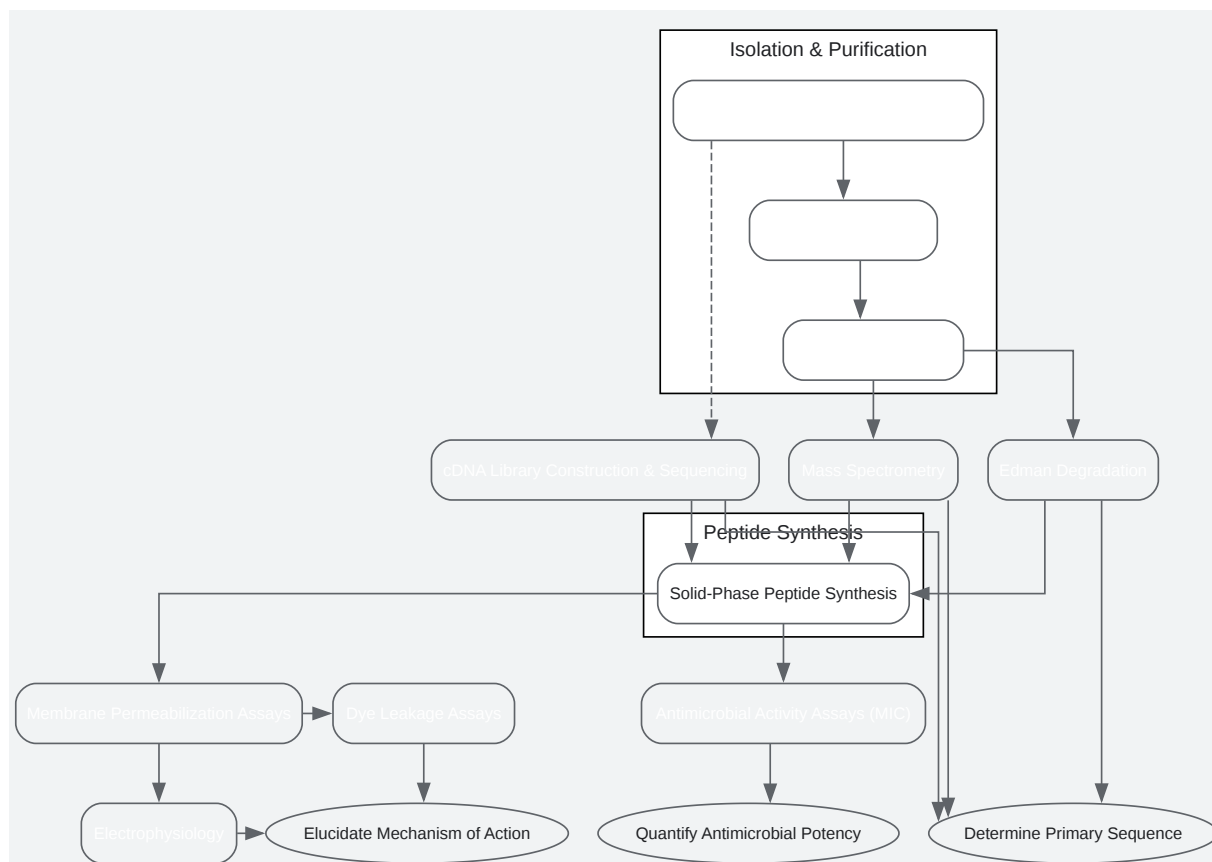 Isolation & Purification
cDNA Library Construction & Sequencing
Mass Spectrometry
Edman Degradation
Peptide Synthesis
Solid-Phase Peptide Synthesis
Membrane Permeabilization Assays
Dye Leakage Assays
Antimicrobial Activity Assays (MIC)
Electrophysiology
Elucidate Mechanism of Action
Quantify Antimicrobial Potency
Determine Primary Sequence